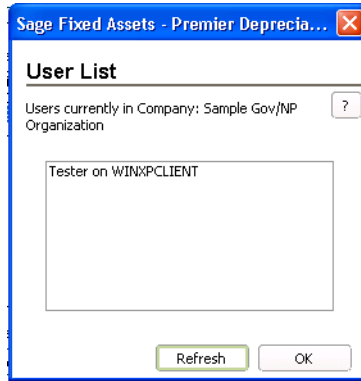 Sage Fixed Assets - Premier Deprecia...
User List
Users currently in Company: Sample Gov/NP
Organization
?
Tester on WINXPCLIENT
Refresh
OK